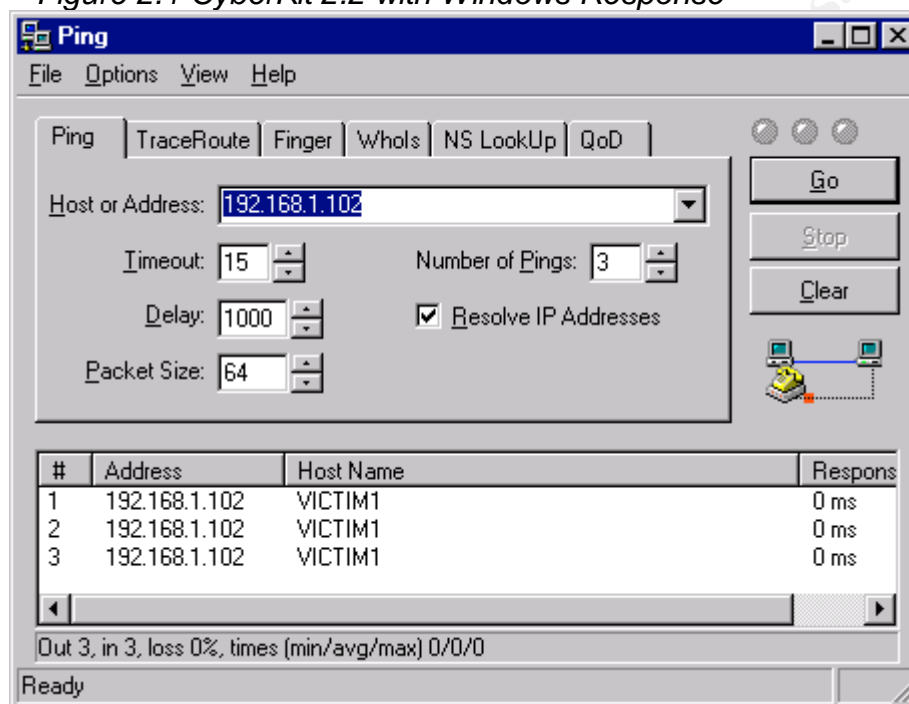 Figure 2.1 CyberKit 2.2 with Windows Response
Ping
File Options View Help
Ping TraceRoute Finger WhoIs NS LookUp QoD
Host or Address: 192.168.1.102
Go
Timeout: 15 Number of Pings: 3
Stop
Delay: 1000 Resolve IP Addresses
Clear
Packet Size: 64
# Address Host Name Respons
1 192.168.1.102 VICTIM1 0 ms
2 192.168.1.102 VICTIM1 0 ms
3 192.168.1.102 VICTIM1 0 ms
Out 3, in 3, loss 0%, times (min/avg/max) 0/0/0
Ready